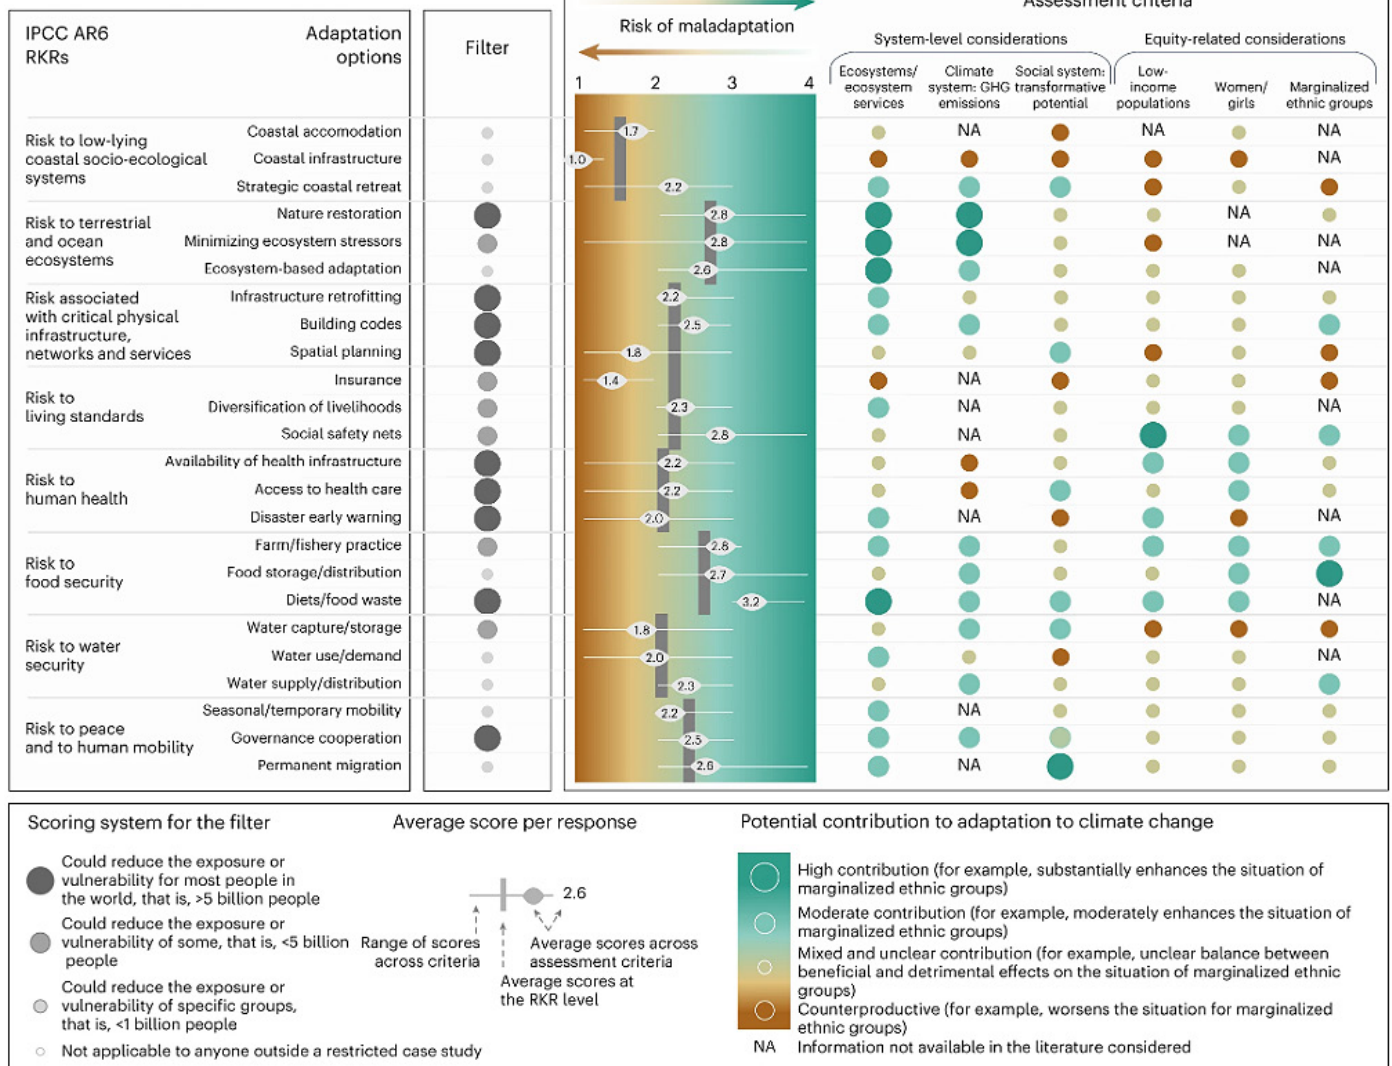 Assessment criteria
IPCC AR6
RKRs
Adaptation
options
Filter
Risk of maladaptation
1 2 3 4
System-level considerations
Equity-related considerations
Ecosystems/
ecosystem
services
Climate
system: GHG
emissions
Social system:
transformative
potential
Low-
income
populations
Women/
girls
Marginalized
ethnic groups
Risk to low-lying
coastal socio-ecological
systems
Coastal accomodation 1.7 NA NA NA
Coastal infrastructure 1.0 NA
Strategic coastal retreat 2.2
Risk to terrestrial
and ocean
ecosystems
Nature restoration 2.8 NA
Minimizing ecosystem stressors 2.8 NA NA
Ecosystem-based adaptation 2.6 NA
Risk associated
with critical physical
infrastructure,
networks and services
Infrastructure retrofitting 2.2
Building codes 2.5
Spatial planning 1.8
Risk to
living standards
Insurance 1.4 NA
Diversification of livelihoods 2.3 NA NA
Social safety nets 2.8 NA
Risk to
human health
Availability of health infrastructure 2.2
Access to health care 2.2
Disaster early warning 2.0 NA NA
Risk to
food security
Farm/fishery practice 2.8
Food storage/distribution 2.7
Diets/food waste 3.2 NA
Risk to water
security
Water capture/storage 1.8
Water use/demand 2.0 NA
Water supply/distribution 2.3
Risk to peace
and to human mobility
Seasonal/temporary mobility 2.2 NA
Governance cooperation 2.5
Permanent migration 2.6 NA
Scoring system for the filter
Could reduce the exposure or
vulnerability for most people in
the world, that is, >5 billion people
Could reduce the exposure or
vulnerability of some, that is, <5 billion
people
Could reduce the exposure or
vulnerability of specific groups,
that is, <1 billion people
Not applicable to anyone outside a restricted case study
Average score per response
2.6
Range of scores
across criteria
Average scores across
assessment criteria
Average scores at
the RKR level
Potential contribution to adaptation to climate change
High contribution (for example, substantially enhances the situation of
marginalized ethnic groups)
Moderate contribution (for example, moderately enhances the situation of
marginalized ethnic groups)
Mixed and unclear contribution (for example, unclear balance between
beneficial and detrimental effects on the situation of marginalized ethnic
groups)
Counterproductive (for example, worsens the situation for marginalized
ethnic groups)
NA Information not available in the literature considered